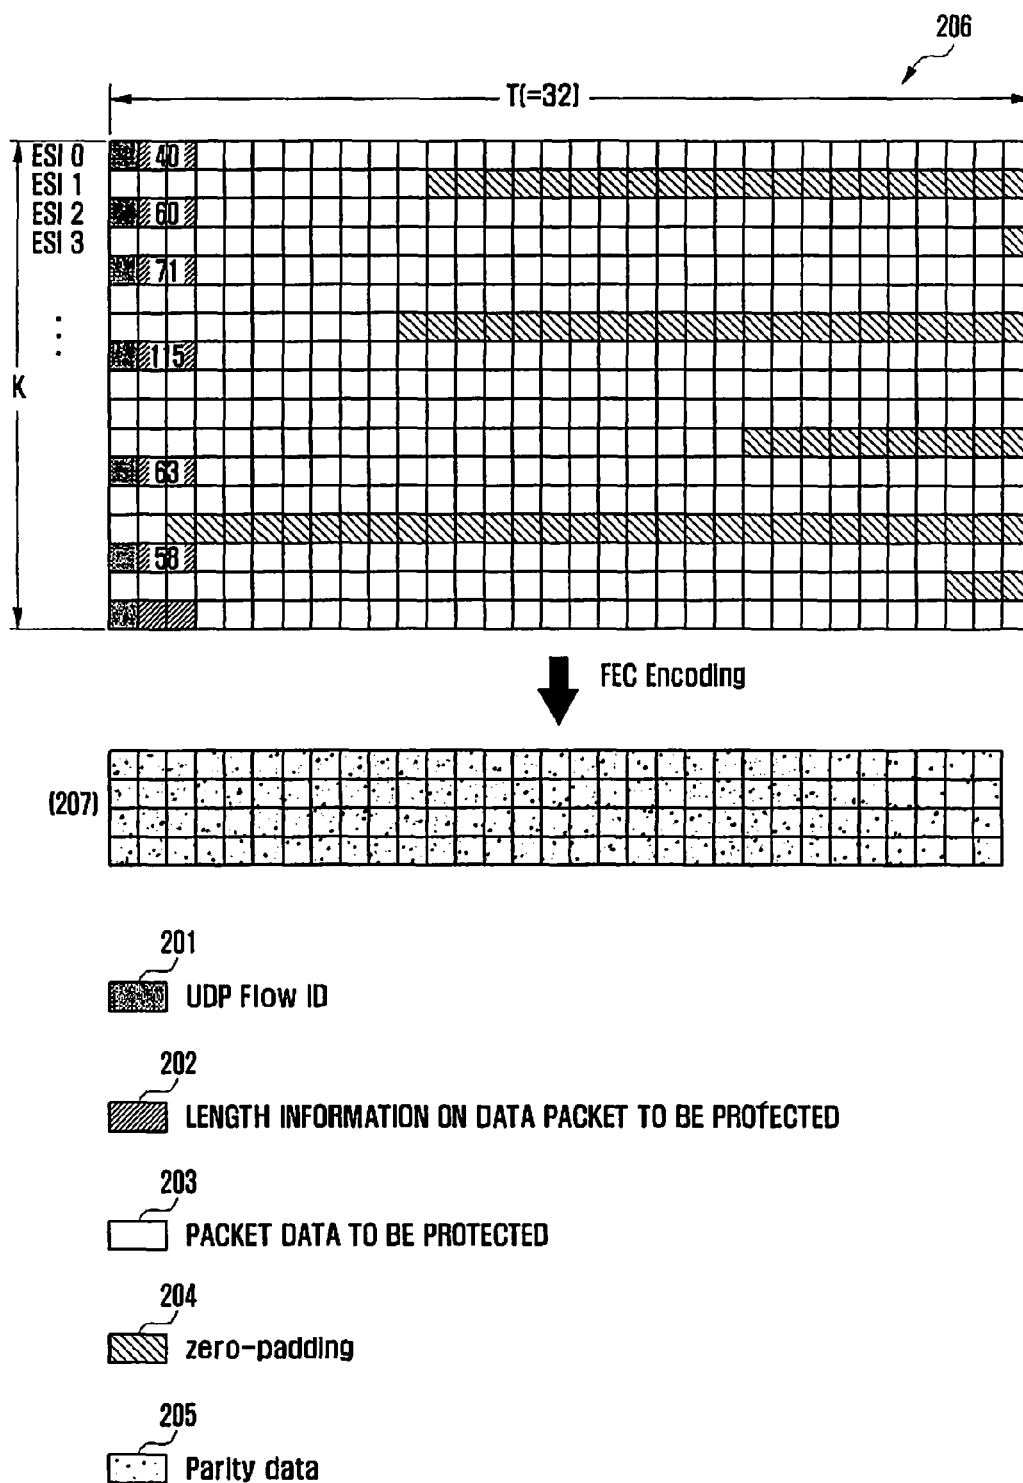 206
T(=32)
ESI 0
40
ESI 1
ESI 2
60
ESI 3
71
⋮
115
K
63
58
FEC Encoding
(207)
201
UDP Flow ID
202
LENGTH INFORMATION ON DATA PACKET TO BE PROTECTED
203
PACKET DATA TO BE PROTECTED
204
zero-padding
205
Parity data